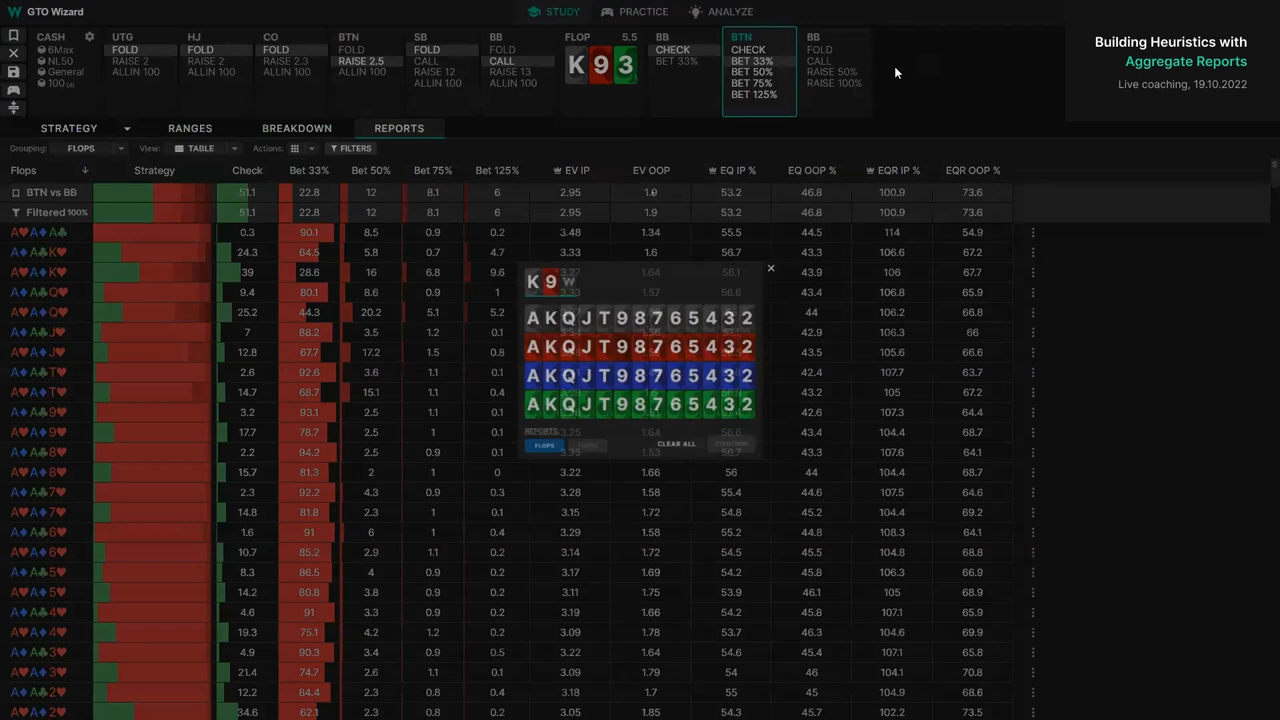 GTO Wizard
STUDY PRACTICE ANALYZE
Building Heuristics with
Aggregate Reports
Live coaching, 19.10.2022
CASH
6Max
NL50
General
100
UTG
FOLD
RAISE 2
ALLIN 100
HJ
FOLD
RAISE 2
ALLIN 100
CO
FOLD
RAISE 2.3
ALLIN 100
BTN
FOLD
RAISE 2.5
ALLIN 100
SB
FOLD
CALL
RAISE 12
ALLIN 100
BB
FOLD
CALL
RAISE 13
ALLIN 100
FLOP 5.5
K 9 3
BB
CHECK
BET 33%
BTN
CHECK
BET 33%
BET 50%
BET 75%
BET 125%
BB
FOLD
CALL
RAISE 50%
RAISE 100%
STRATEGY RANGES BREAKDOWN REPORTS
Grouping: FLOPS View: TABLE Actions: FILTERS
Flops Strategy Check Bet 33% Bet 50% Bet 75% Bet 125% EV IP EV OOP EQ IP % EQ OOP % EQR IP % EQR OOP %
BTN vs BB 51.1 22.8 12 8.1 6 2.95 1.9 53.2 46.8 100.9 73.6
Filtered 100% 51.1 22.8 12 8.1 6 2.95 1.9 53.2 46.8 100.9 73.6
A♥A♦A♣ 0.3 90.1 8.5 0.9 0.2 3.48 1.34 55.5 44.5 114 54.9
A♦A♣K♥ 24.3 64.5 5.8 0.7 4.7 3.33 1.6 56.7 43.3 106.6 67.2
A♥A♦K♥ 39 28.6 16 6.8 9.6 3.27 1.64 56.1 43.9 106 67.7
A♦A♣Q♥ 9.4 80.1 8.6 0.9 1 3.33 1.57 56.6 43.4 106.8 65.9
A♥A♦Q♥ 25.2 44.3 20.2 5.1 5.2 44 106.2 66.8
A♦A♣J♥ 7 88.2 3.5 1.2 0.1 42.9 106.3 66
A♥A♦J♥ 12.8 67.7 17.2 1.5 0.8 43.5 105.6 66.6
A♦A♣T♥ 2.6 92.6 3.6 1.1 0.1 42.4 107.7 63.7
A♥A♦T♥ 14.7 68.7 15.1 1.1 0.4 43.2 105 67.2
A♦A♣9♥ 3.2 93.1 2.5 1.1 0.1 42.6 107.3 64.4
A♥A♦9♥ 17.7 78.7 2.5 1 0.1 3.25 1.64 56.6 43.4 104.4 68.7
A♦A♣8♥ 2.2 94.2 2.5 0.9 0.1 3.35 1.53 56.7 43.3 107.6 64.1
A♥A♦8♥ 15.7 81.3 2 1 0 3.22 1.66 56 44 104.4 68.7
A♦A♣7♥ 2.3 92.2 4.3 0.9 0.3 3.28 1.58 55.4 44.6 107.5 64.6
A♥A♦7♥ 14.8 81.8 2.3 1 0.1 3.15 1.72 54.8 45.2 104.4 69.2
A♦A♣6♥ 1.6 91 6 1 0.4 3.29 1.58 55.2 44.8 108.3 64.1
A♥A♦6♥ 10.7 85.2 2.9 1.1 0.2 3.14 1.72 54.5 45.5 104.8 68.8
A♦A♣5♥ 8.3 86.5 4 0.9 0.2 3.17 1.69 54.2 45.8 106.3 66.9
A♥A♦5♥ 14.2 80.8 3.8 0.9 0.2 3.11 1.75 53.9 46.1 105 68.9
A♦A♣4♥ 4.6 91 3.3 0.9 0.1 3.19 1.66 54.2 45.8 107.1 65.9
A♥A♦4♥ 19.3 75.1 4.2 1.2 0.2 3.09 1.78 53.7 46.3 104.6 69.9
A♦A♣3♥ 4.9 90.3 3.4 0.9 0.5 3.22 1.64 54.6 45.4 107.1 65.8
A♥A♦3♥ 21.4 74.7 2.6 1.1 0.1 3.09 1.79 54 46 104.1 70.8
A♦A♣2♥ 12.2 84.4 2.3 0.8 0.4 3.18 1.7 55 45 104.9 68.6
A♥A♦2♥ 34.6 62.1 2.3 0.8 0.2 3.05 1.85 54.3 45.7 102.2 73.5
K 9
A K Q J T 9 8 7 6 5 4 3 2
A K Q J T 9 8 7 6 5 4 3 2
A K Q J T 9 8 7 6 5 4 3 2
A K Q J T 9 8 7 6 5 4 3 2
REPORTS
FLOPS CLEAR ALL CONFIRM